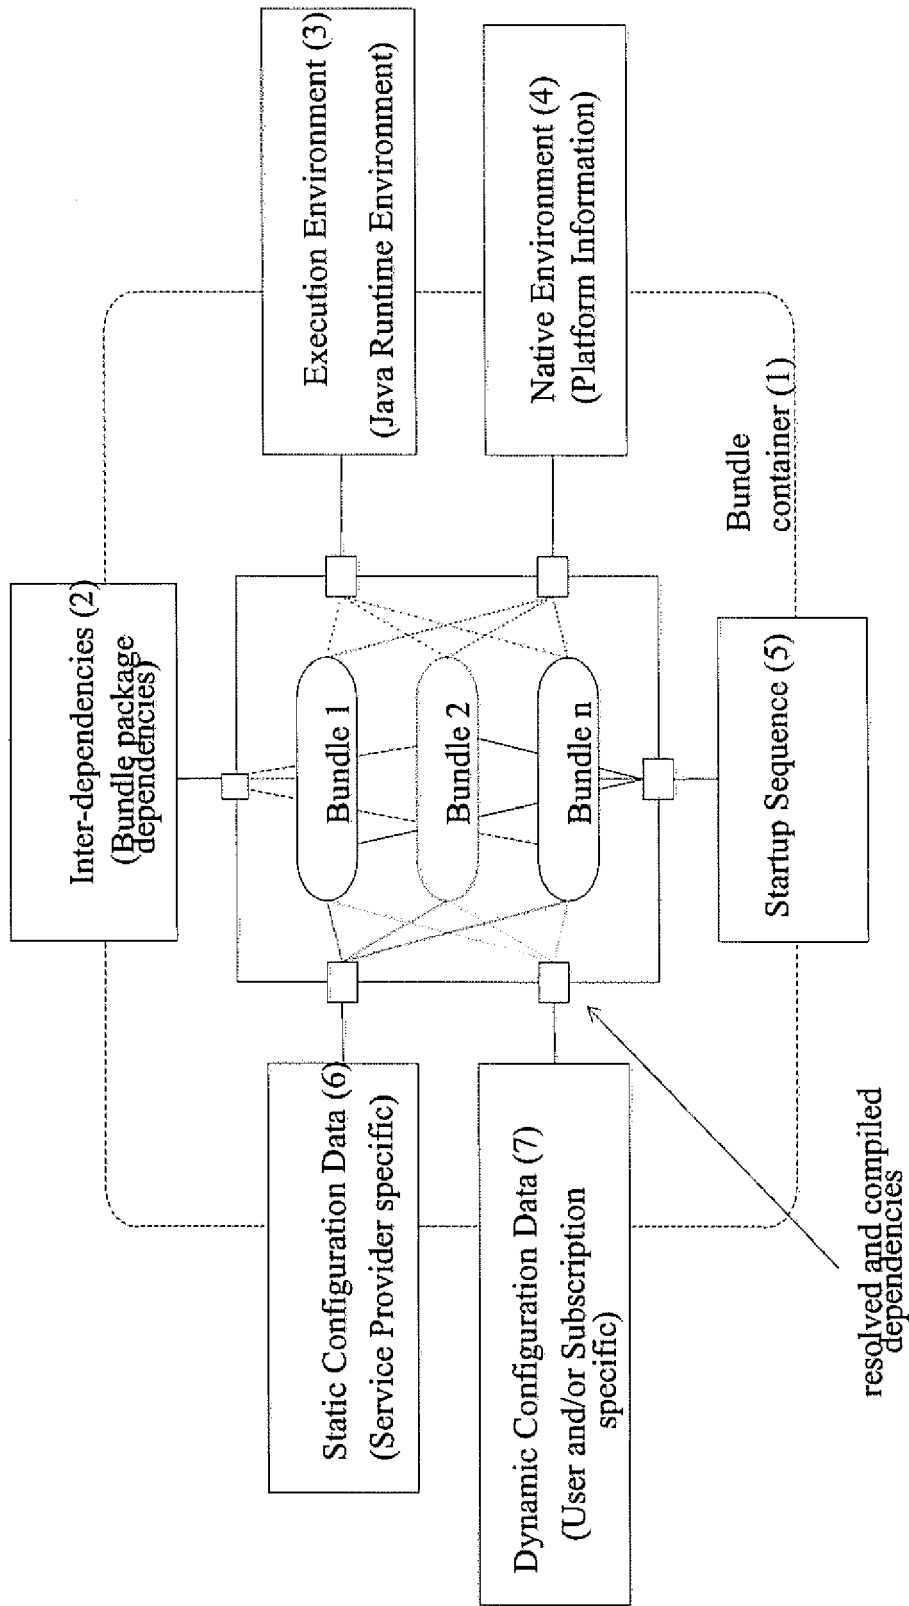 Inter-dependencies (2)
(Bundle package
dependencies)
Static Configuration Data (6)
(Service Provider specific)
Execution Environment (3)
(Java Runtime Environment)
Bundle 1
Bundle 2
Bundle n
Dynamic Configuration Data (7)
(User and/or Subscription
specific)
Native Environment (4)
(Platform Information)
Startup Sequence (5)
Bundle
container (1)
resolved and compiled
dependencies